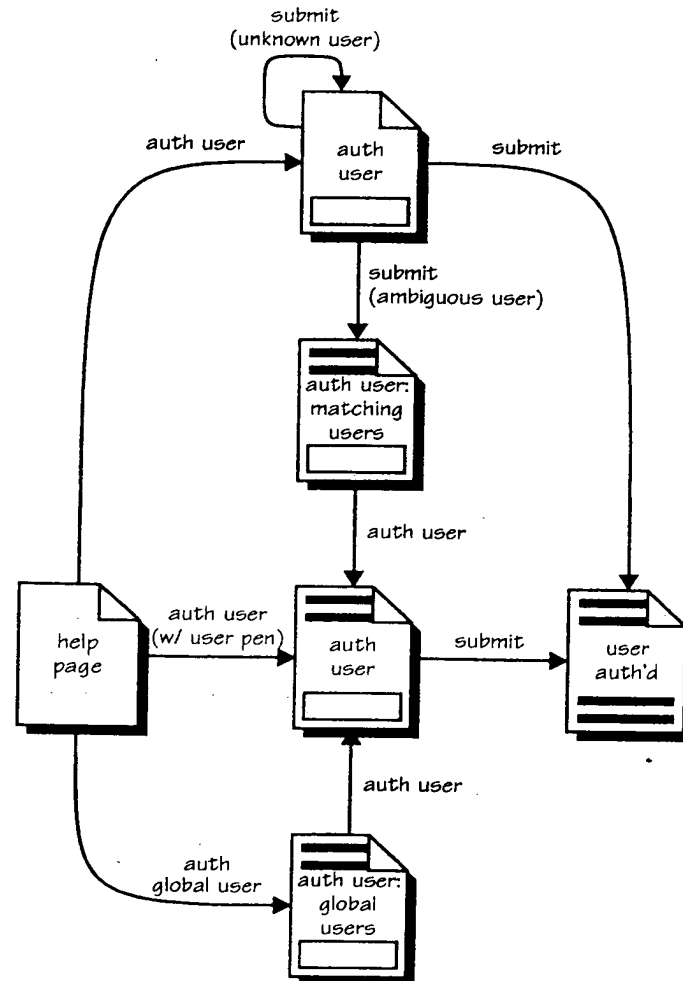 submit
(unknown user)
auth user
auth
user
submit
submit
(ambiguous user)
auth user:
matching
users
auth user
help
page
auth user
(w/ user pen)
auth
user
submit
user
auth'd
auth user
auth
global user
auth user:
global
users